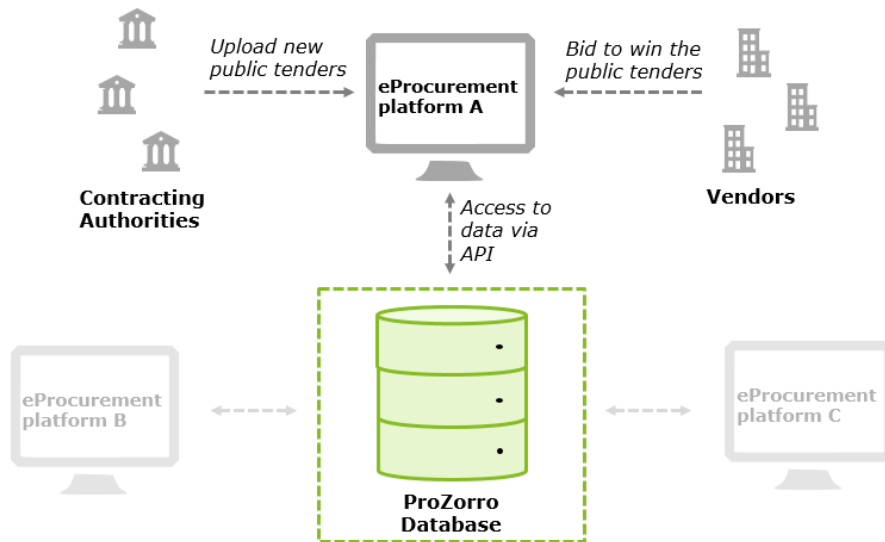 Upload new
public tenders
eProcurement
platform A
Bid to win the
public tenders
Contracting
Authorities
Vendors
Access to
data via
API
eProcurement
platform B
eProcurement
platform C
ProZorro
Database